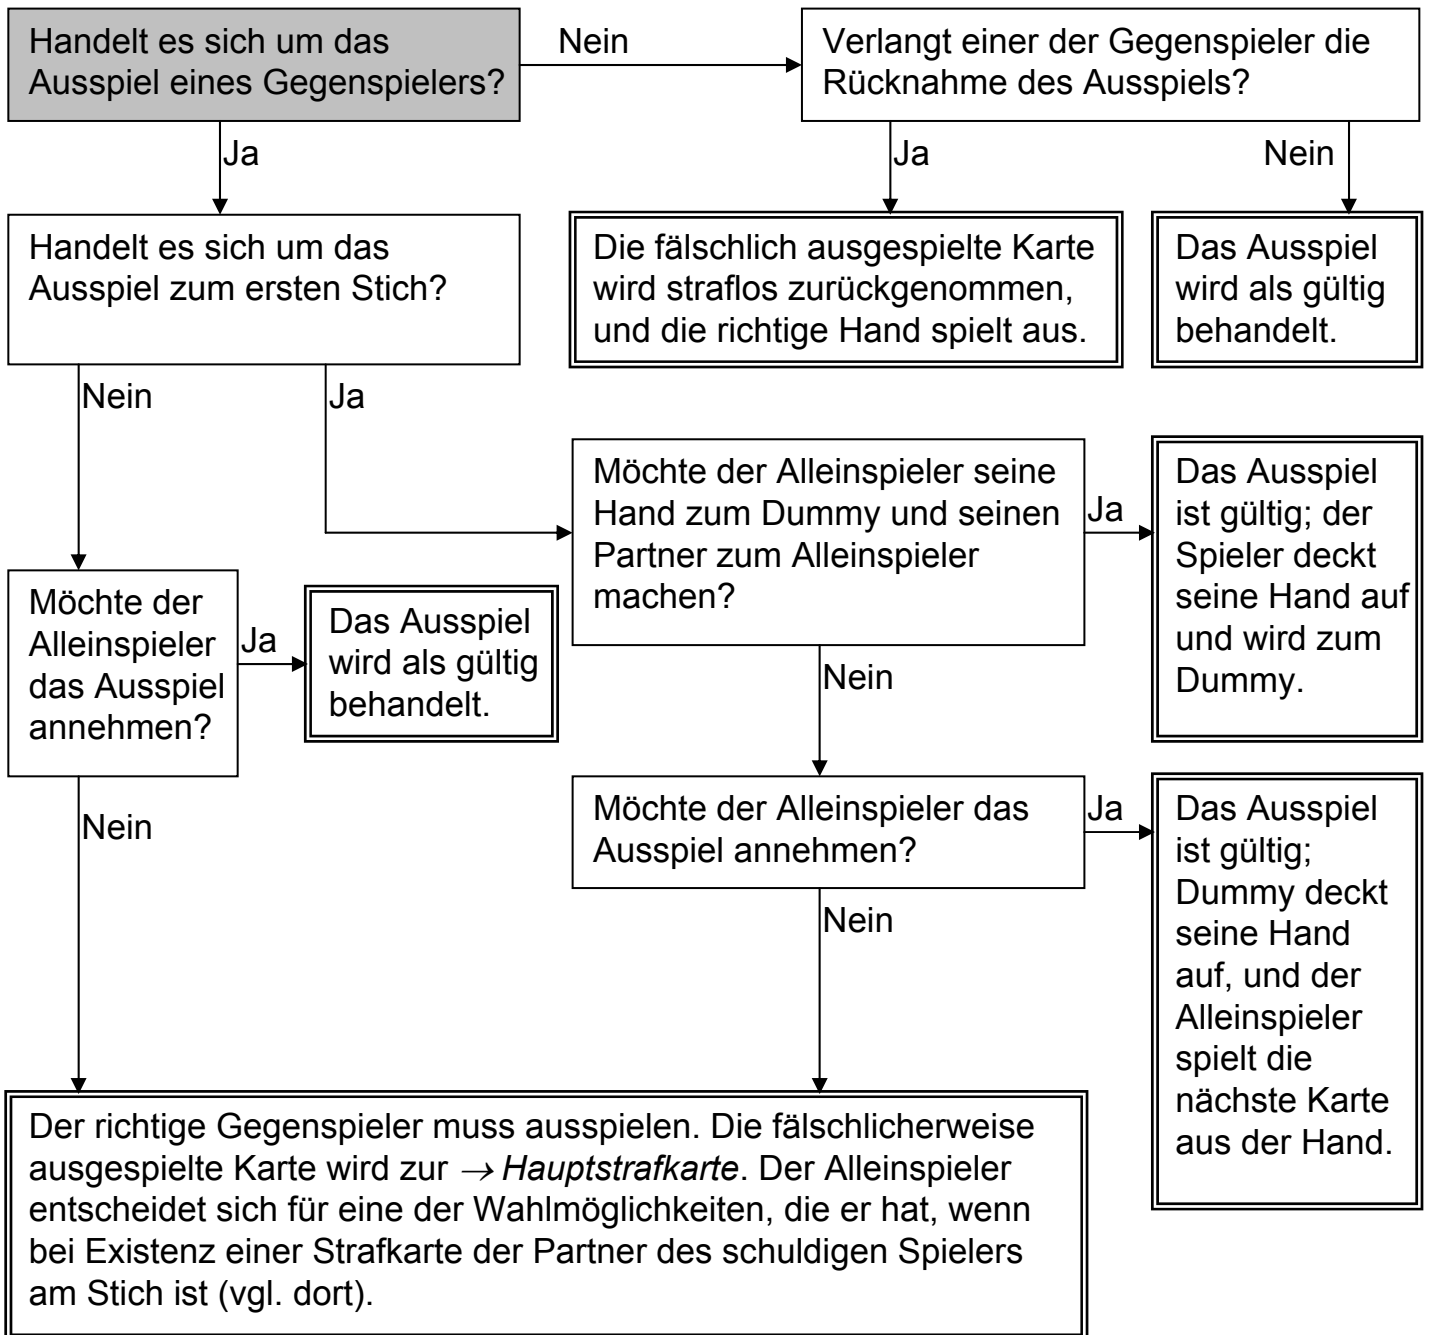 Handelt es sich um das
Ausspiel eines Gegenspielers?
Nein
Verlangt einer der Gegenspieler die
Rücknahme des Ausspiels?
Ja
Ja
Nein
Handelt es sich um das
Ausspiel zum ersten Stich?
Die fälschlich ausgespielte Karte
wird straflos zurückgenommen,
und die richtige Hand spielt aus.
Das Ausspiel
wird als gültig
behandelt.
Nein
Ja
Möchte der Alleinspieler seine
Hand zum Dummy und seinen
Partner zum Alleinspieler
machen?
Ja
Das Ausspiel
ist gültig; der
Spieler deckt
seine Hand auf
und wird zum
Dummy.
Möchte der
Alleinspieler
das Ausspiel
annehmen?
Ja
Das Ausspiel
wird als gültig
behandelt.
Nein
Nein
Möchte der Alleinspieler das
Ausspiel annehmen?
Ja
Das Ausspiel
ist gültig;
Dummy deckt
seine Hand
auf, und der
Alleinspieler
spielt die
nächste Karte
aus der Hand.
Nein
Der richtige Gegenspieler muss ausspielen. Die fälschlicherweise
ausgespielte Karte wird zur → Hauptstrafkarte. Der Alleinspieler
entscheidet sich für eine der Wahlmöglichkeiten, die er hat, wenn
bei Existenz einer Strafkarte der Partner des schuldigen Spielers
am Stich ist (vgl. dort).